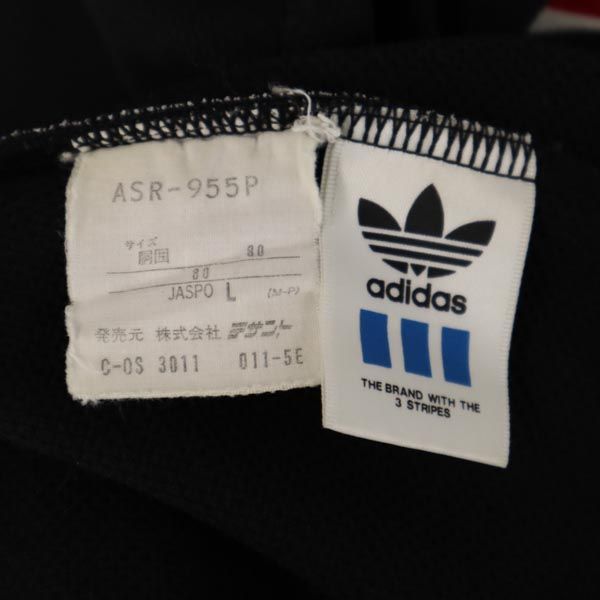 ASR-955P
サイズ
胴囲 80
80
JASPO L (M-P)
発売元 株式会社 デサント
C-OS 3011 011-5E
adidas
THE BRAND WITH THE
3 STRIPES